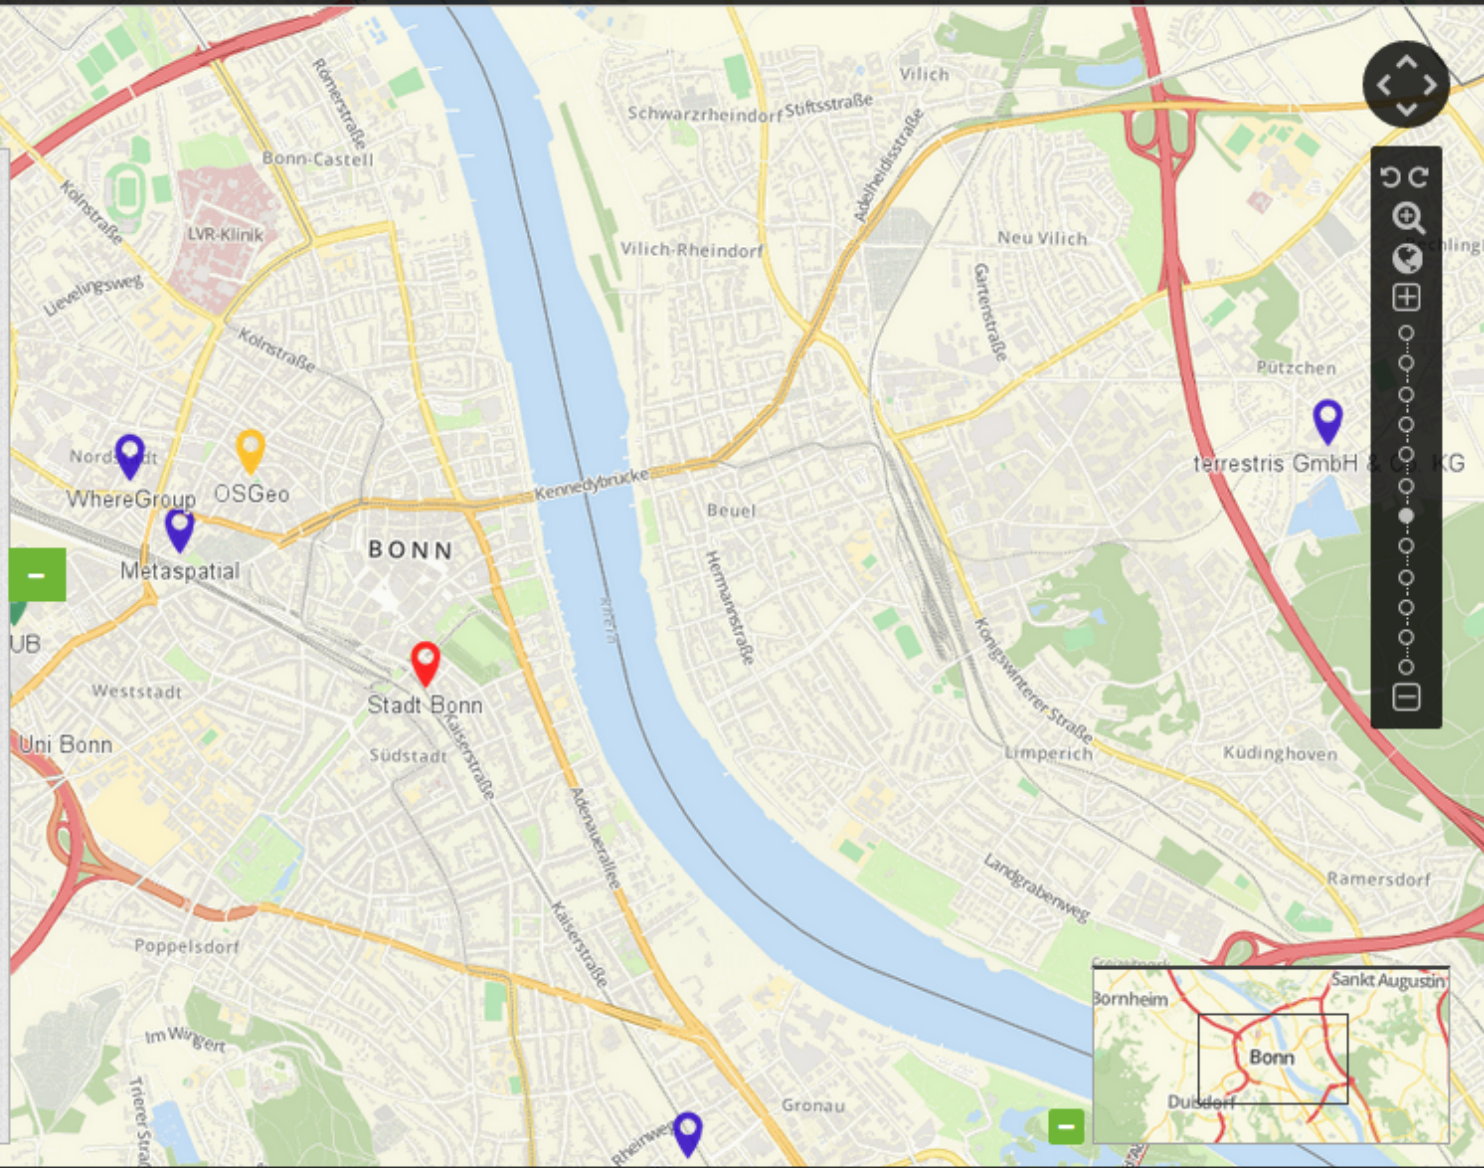 Vilich
Römerstraße
Schwarzrheindorf
Stiftsstraße
Bonn-Castell
Adelheidisstraße
Kölnstraße
LVR-Klinik
Vilich-Rheindorf
Neu Vilich
Lievelingsweg
Gartenstraße
Kölnstraße
Pützchen
Nordstadt
terrestris GmbH & Co. KG
WhereGroup
OSGeo
Kennedybrücke
Beuel
BONN
Metaspatial
Hermannstraße
Rhein
UB
Königswinterer Straße
Weststadt
Stadt Bonn
Uni Bonn
Südstadt
Kaiserstraße
Limperich
Küdinghoven
Adenauerallee
Landgrabenweg
Ramersdorf
Kaiserstraße
Poppelsdorf
Sankt Augustin
Bornheim
Im Wingert
Bonn
Duisdorf
Gronau
Rheinweg